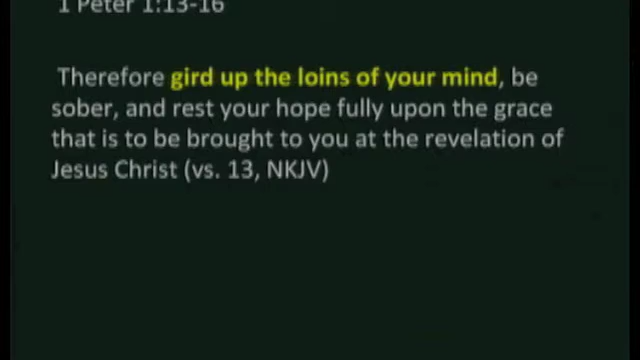 1 Peter 1:13-16
Therefore gird up the loins of your mind, be
sober, and rest your hope fully upon the grace
that is to be brought to you at the revelation of
Jesus Christ (vs. 13, NKJV)